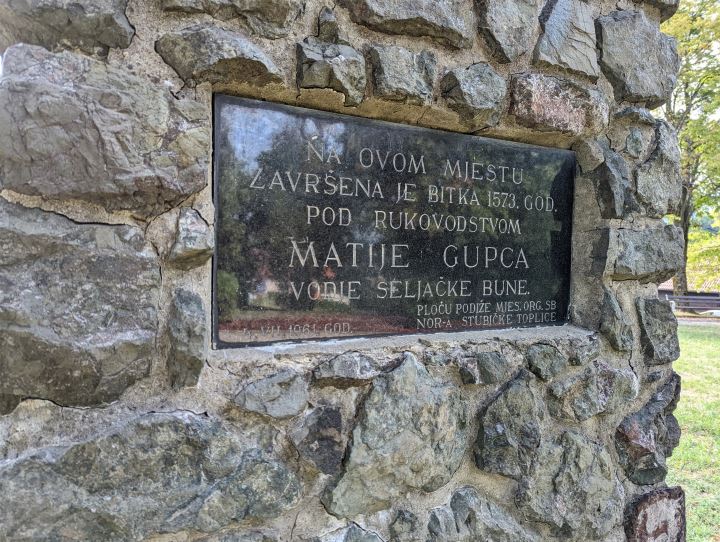 NA OVOM MJESTU
ZAVRŠENA JE BITKA 1573. GOD.
POD RUKOVODSTVOM
MATIJE GUPCA
VOĐE SELJAČKE BUNE.
PLOČU PODIŽE MJES. ORG. SB
VII 1961. GOD. NOR-A STUBIČKE TOPLICE